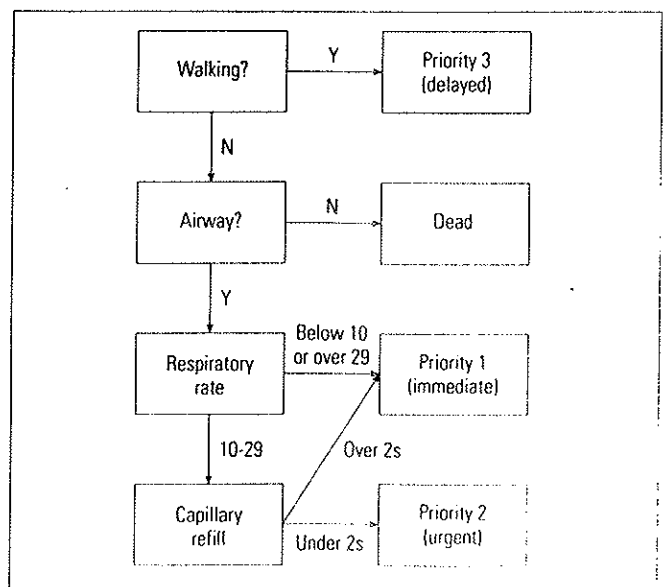 Walking?
Y
Priority 3
(delayed)
N
Airway?
N
Dead
Y
Respiratory
rate
Below 10
or over 29
Priority 1
(immediate)
10-29
Over 2s
Capillary
refill
Under 2s
Priority 2
(urgent)